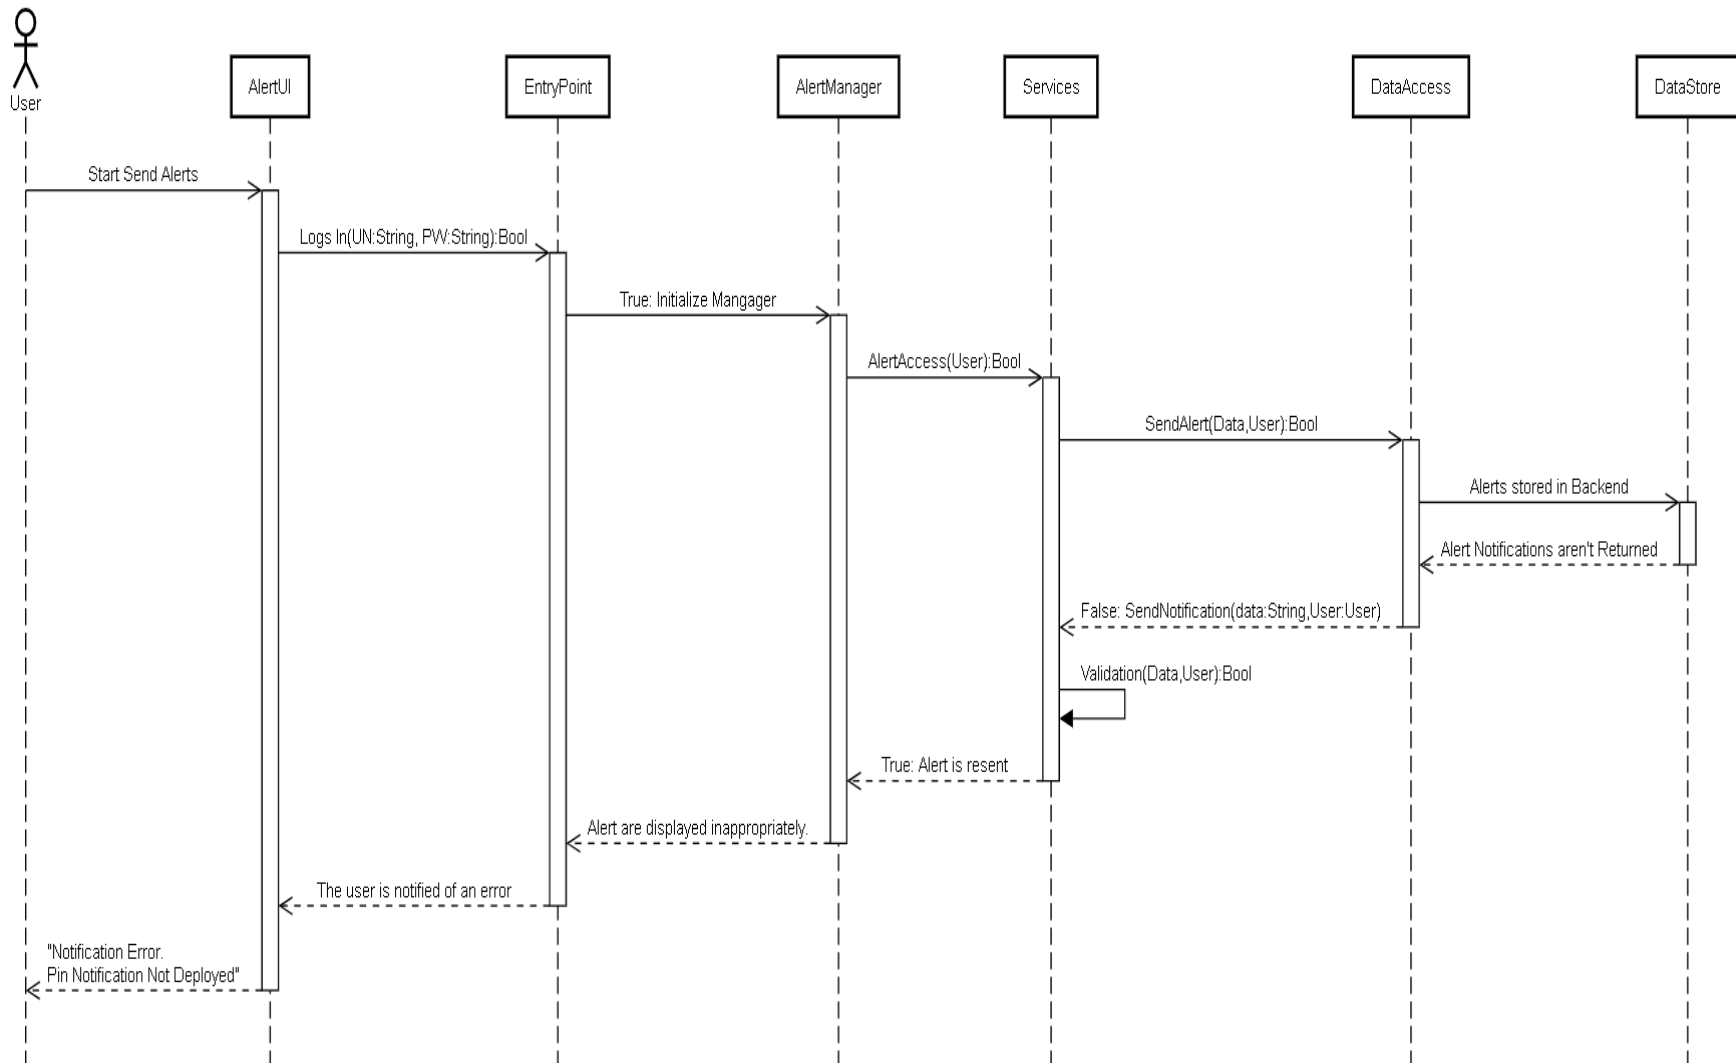 User
AlertUI
EntryPoint
AlertManager
Services
DataAccess
DataStore
Start Send Alerts
Logs In(UN:String, PW:String):Bool
True: Initialize Mangager
AlertAccess(User):Bool
SendAlert(Data,User):Bool
Alerts stored in Backend
Alert Notifications aren't Returned
False: SendNotification(data:String,User:User)
Validation(Data,User):Bool
True: Alert is resent
Alert are displayed inappropriately.
The user is notified of an error
"Notification Error.
Pin Notification Not Deployed"